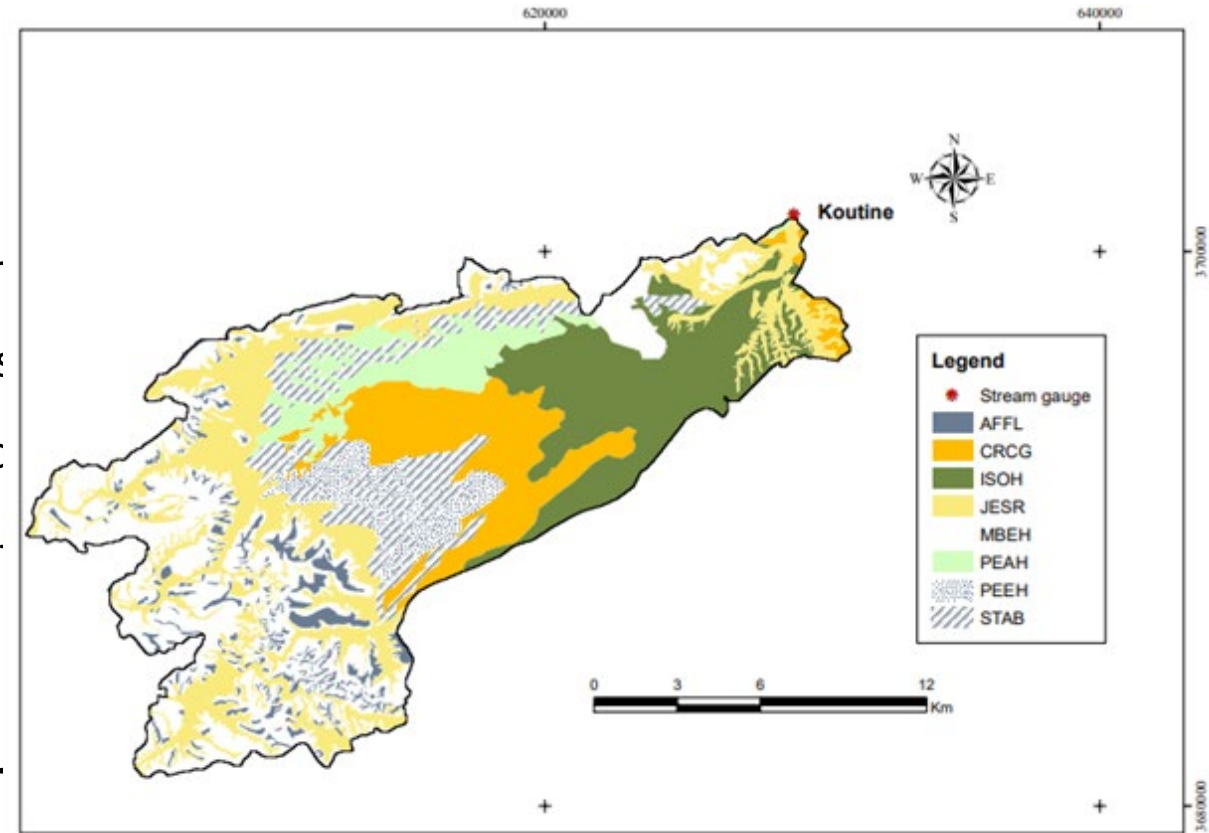 620000
640000
N
W
E
S
Koutine
3700000
Legend
Stream gauge
AFFL
CRCG
ISOH
JESR
MBEH
PEAH
PEEH
STAB
0
3
6
12
Km
3680000